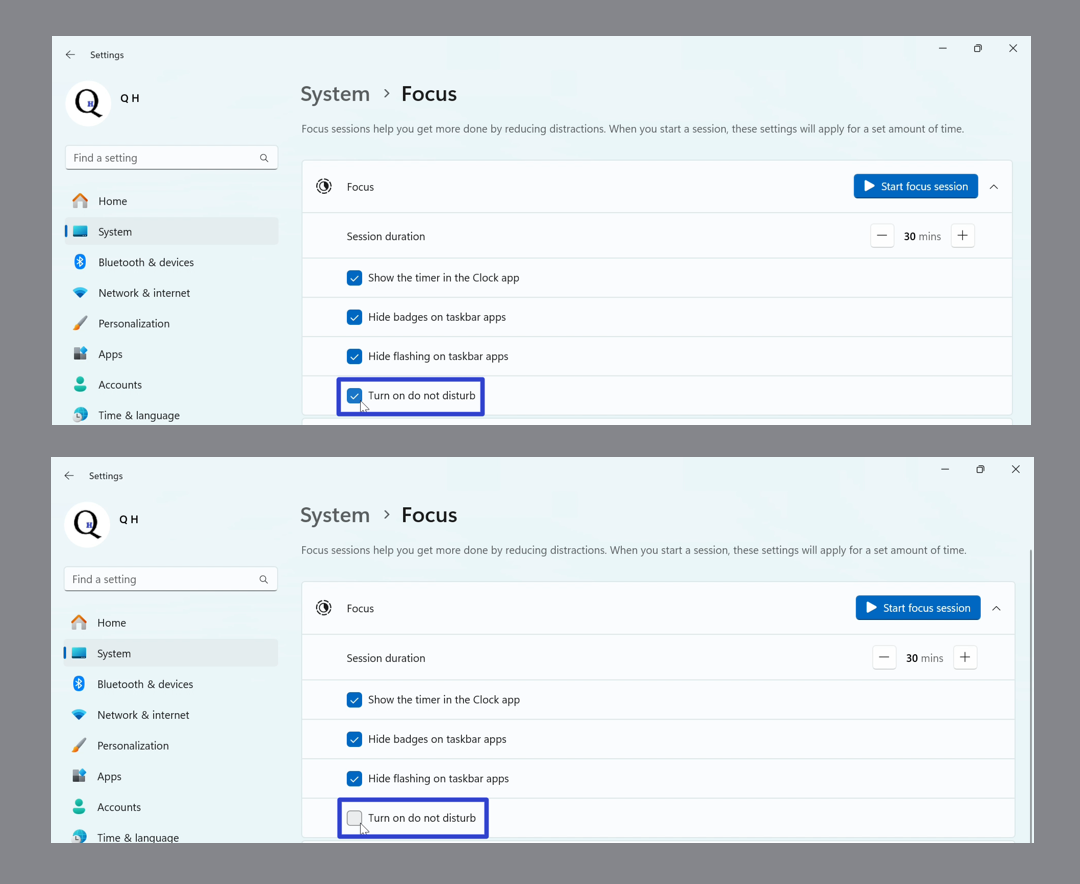 Settings
QH
Q H
System > Focus
Focus sessions help you get more done by reducing distractions. When you start a session, these settings will apply for a set amount of time.
Find a setting
Focus
Start focus session
Home
System
Session duration
30 mins
Bluetooth & devices
Show the timer in the Clock app
Network & internet
Hide badges on taskbar apps
Personalization
Apps
Hide flashing on taskbar apps
Accounts
Turn on do not disturb
Time & language
Settings
QH
Q H
System > Focus
Focus sessions help you get more done by reducing distractions. When you start a session, these settings will apply for a set amount of time.
Find a setting
Focus
Start focus session
Home
System
Session duration
30 mins
Bluetooth & devices
Show the timer in the Clock app
Network & internet
Hide badges on taskbar apps
Personalization
Apps
Hide flashing on taskbar apps
Accounts
Turn on do not disturb
Time & language